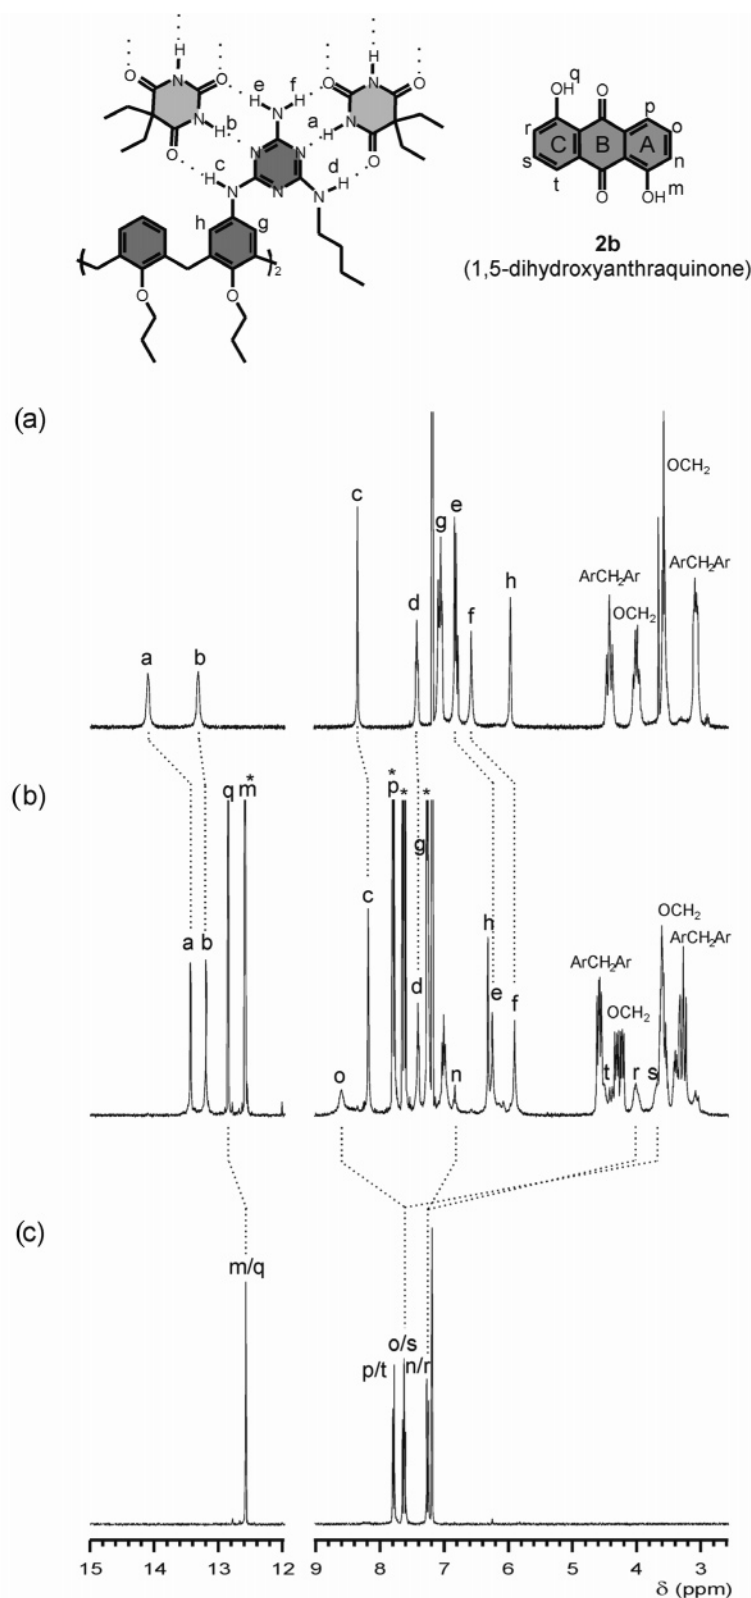 H H
O N O O N O
e f q
H H OH O p
N r o
N H b a H N C B A
O N N O s n
c d t m
H N N H O OH
N N
h g 2b
(1,5-dihydroxyanthraquinone)
( )2
O O
(a)
OCH2
c
e
g
ArCH2Ar ArCH2Ar
d h OCH2
f
a b
(b) q m* p* * *
g
c OCH2
h ArCH2Ar
ArCH2Ar
a b d e f OCH2
o n t r s
(c)
m/q
o/s
p/t n/r
15 14 13 12 9 8 7 6 5 4 3
δ (ppm)